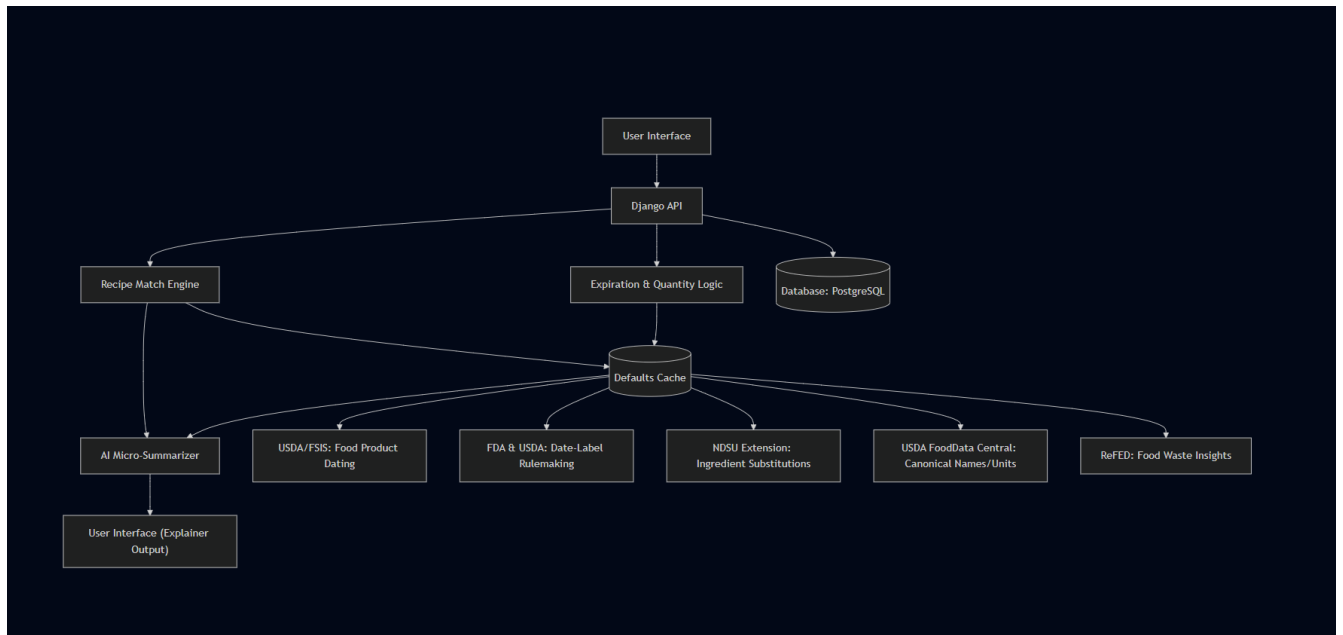 User Interface
Django API
Recipe Match Engine
Expiration & Quantity Logic
Database: PostgreSQL
Defaults Cache
AI Micro-Summarizer
USDA/FSIS: Food Product
Dating
FDA & USDA: Date-Label
Rulemaking
NDSU Extension:
Ingredient Substitutions
USDA FoodData Central:
Canonical Names/Units
ReFED: Food Waste Insights
User Interface (Explainer
Output)